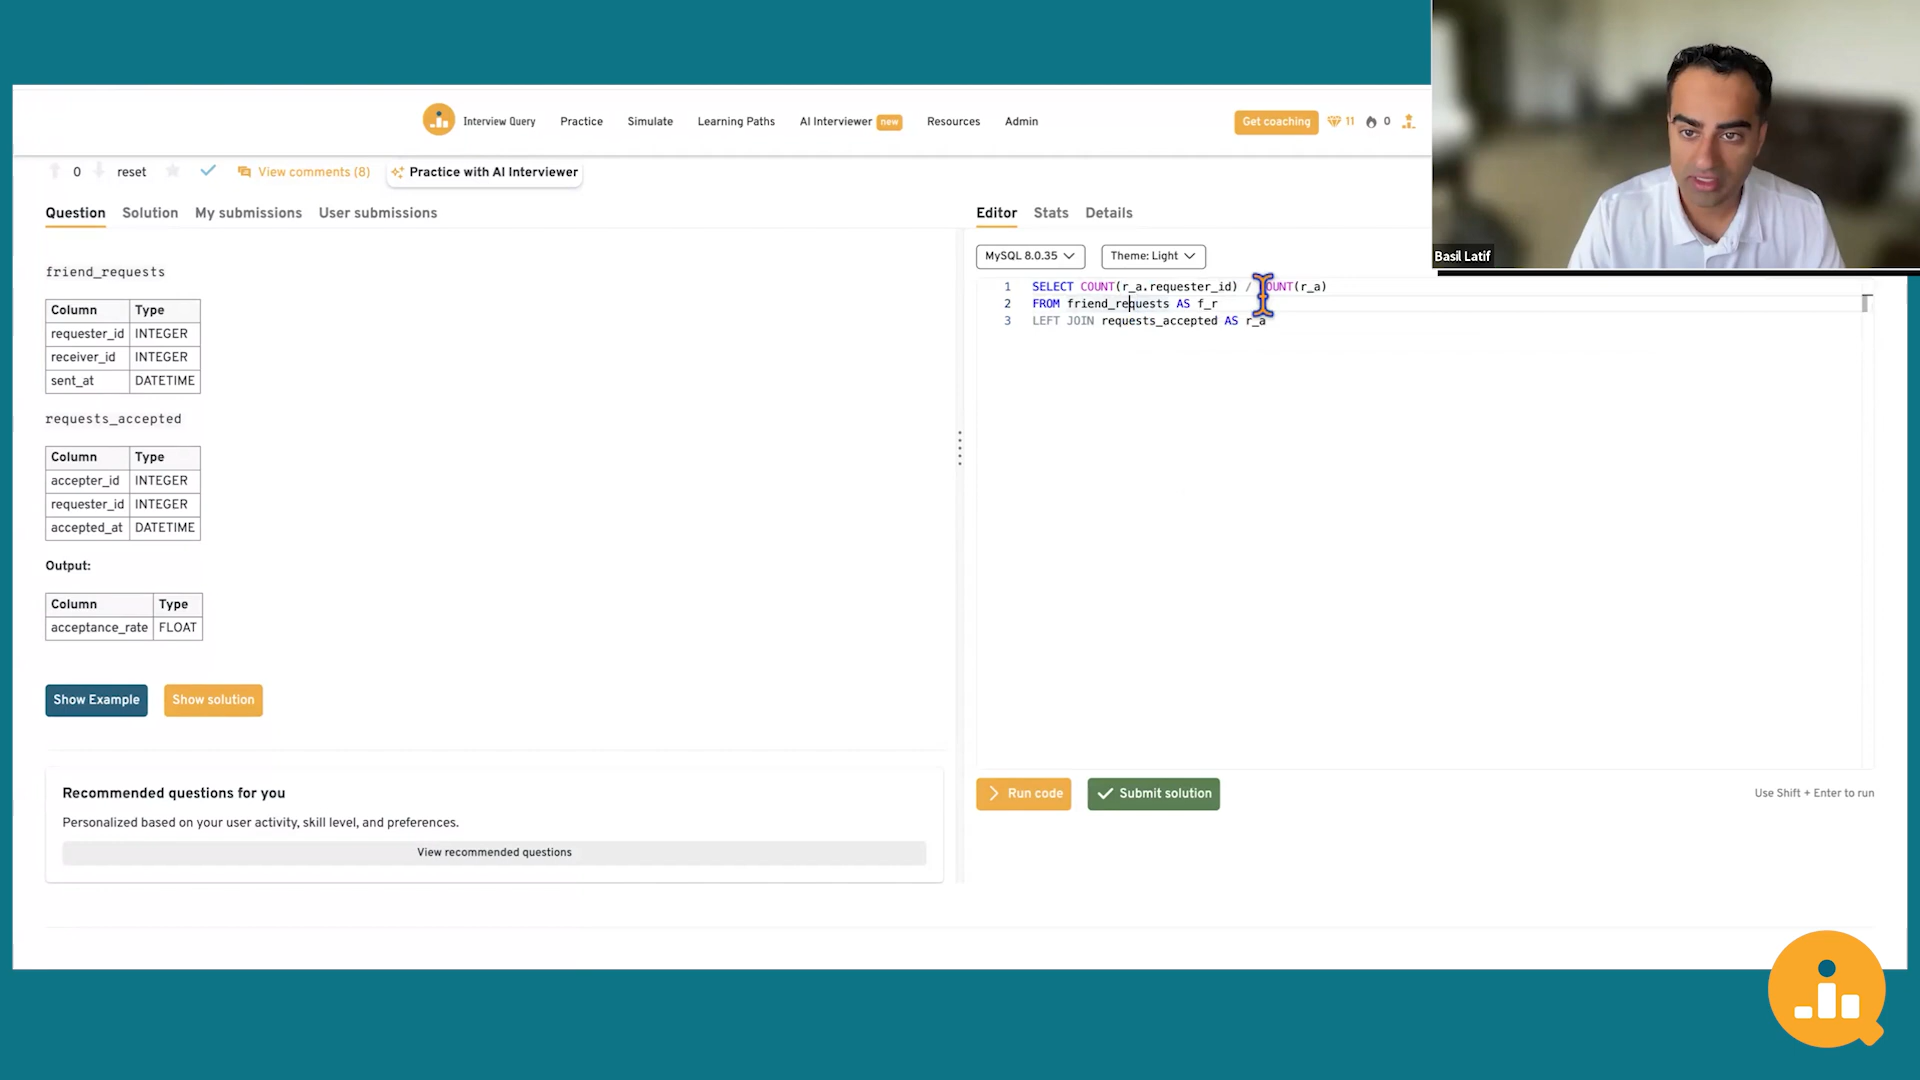 Interview Query
Practice
Simulate
Learning Paths
AI Interviewer new
Resources
Admin
Get coaching
11
0
0
reset
View comments (8)
Practice with AI Interviewer
Question
Solution
My submissions
User submissions
friend_requests
Column Type
requester_id INTEGER
receiver_id INTEGER
sent_at DATETIME
requests_accepted
Column Type
accepter_id INTEGER
requester_id INTEGER
accepted_at DATETIME
Output:
Column Type
acceptance_rate FLOAT
Show Example
Show solution
Recommended questions for you
Personalized based on your user activity, skill level, and preferences.
View recommended questions
Editor
Stats
Details
MySQL 8.0.35
Theme: Light
1 SELECT COUNT(r_a.requester_id) / COUNT(r_a)
2 FROM friend_requests AS f_r
3 LEFT JOIN requests_accepted AS r_a
Run code
Submit solution
Use Shift + Enter to run
Basil Latif